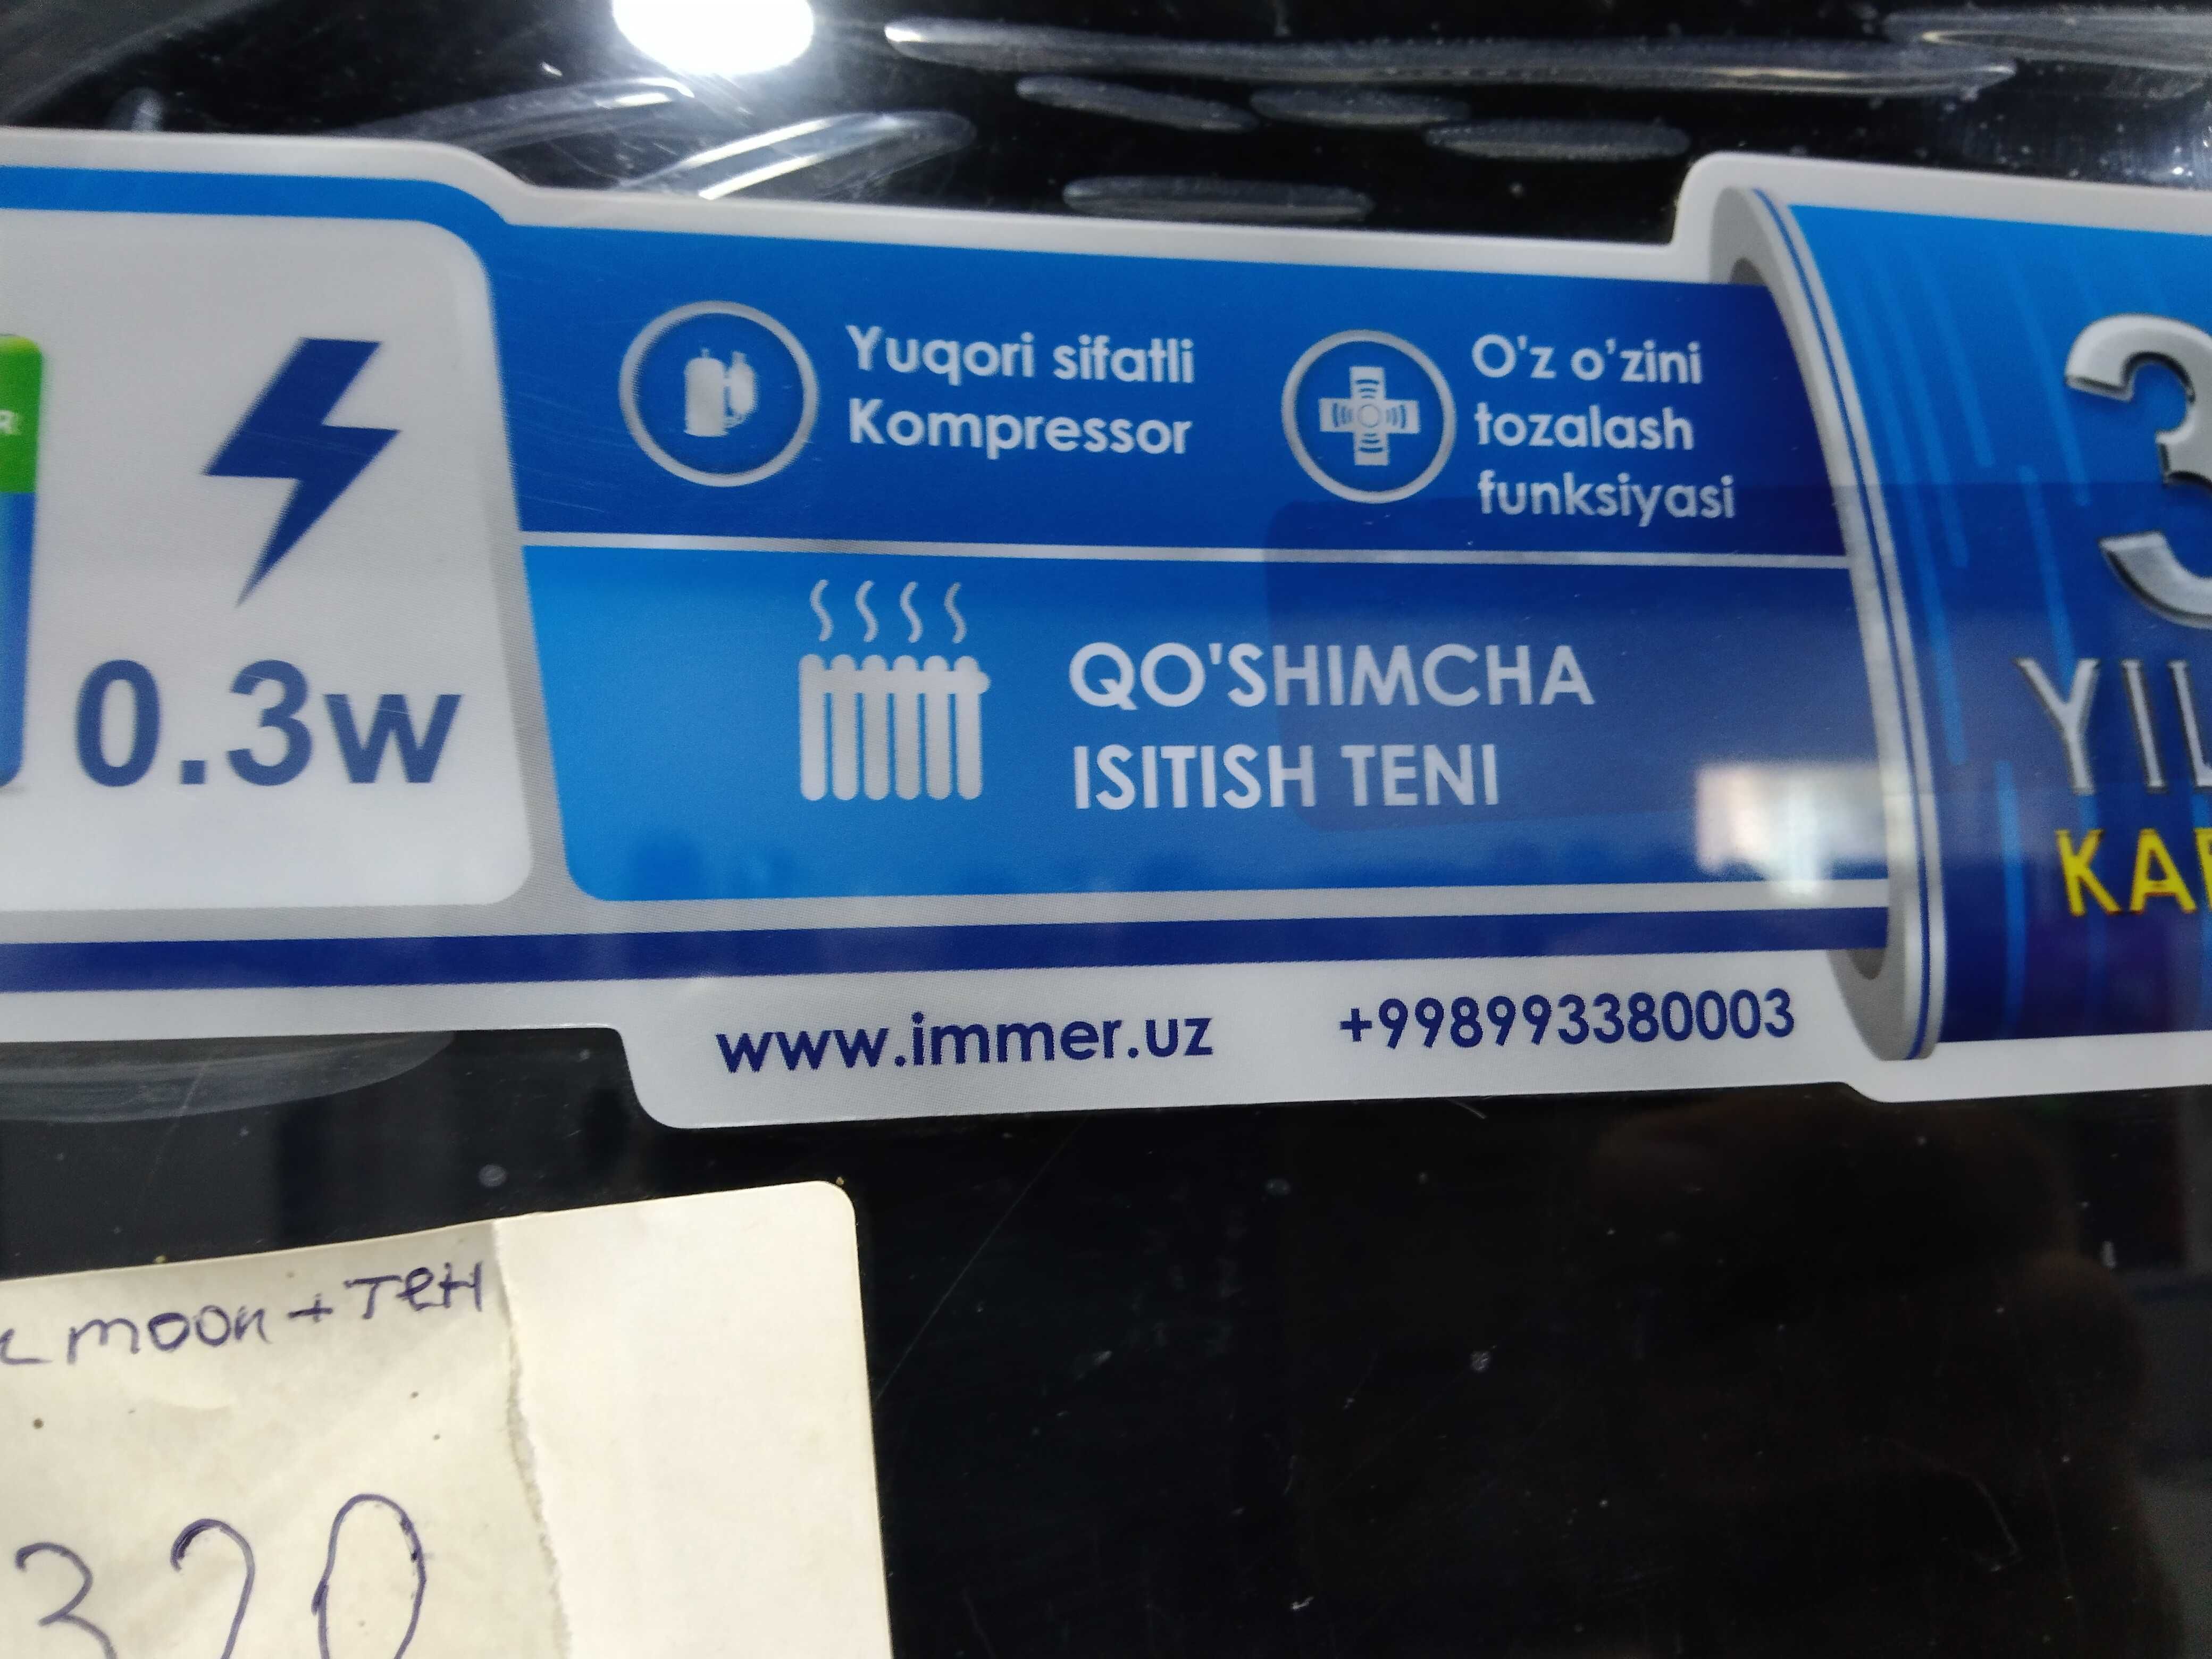 0.3w
Yuqori sifatli
Kompressor
O'z o’zini
tozalash
funksiyasi
QO'SHIMCHA
ISITISH TENI
3
YIL
www.immer.uz
+998993380003
moon + тен
320